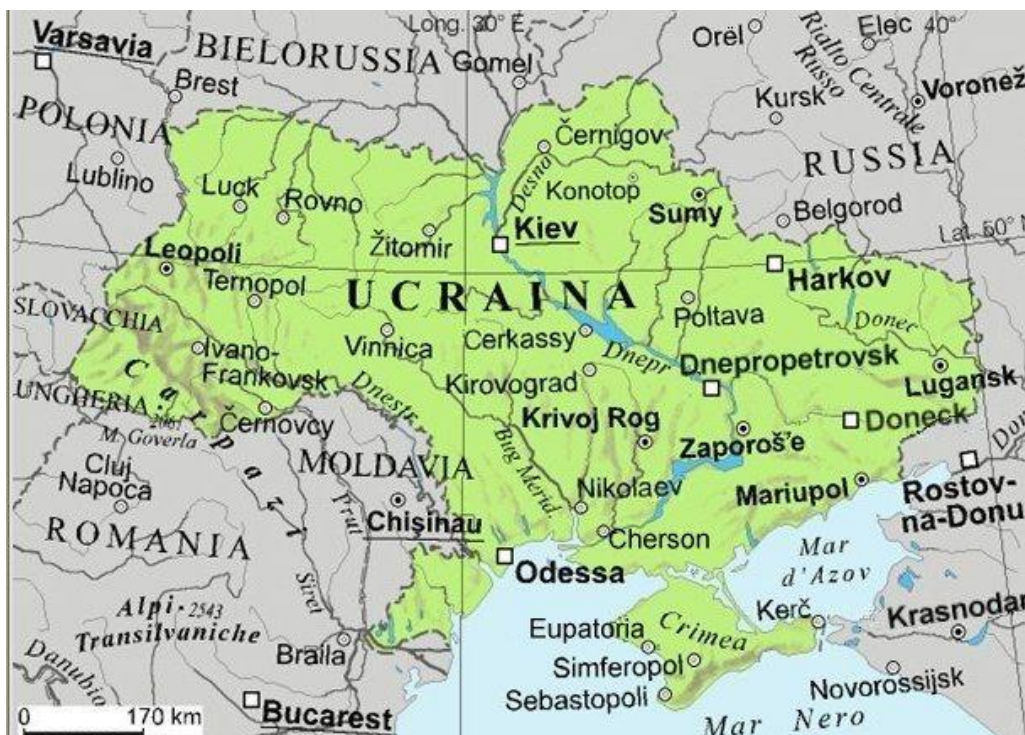 Long. 30° E
Varsavia
BIELORUSSIA
Orël
Elec
40°
Gomel
Rialto Centrale
Russo
Brest
Voronež
POLONIA
Kursk
Černigov
Lublino
RUSSIA
Desna
Konotop
Luck
Rovno
Sumy
Belgorod
Žitomir
Kiev
Lat. 50°
Leopoli
Harkov
Ternopol
UCRAINA
SLOVACCHIA
Poltava
Donec
Vinnica
Cerkassy
Ivano-
Frankovsk
Dnepr
Dnepropetrovsk
Kirovograd
Lugansk
UNGHERIA
Carpazi
Dnestr
2061
M. Goverla
Černovcy
Krivoj Rog
Doneck
Zaporoš'e
MOLDAVIA
Bug Merid.
Cluj
Napoca
Nikolaev
Mariupol
Rostov-
na-Donu
Prut
Chisinau
Cherson
ROMANIA
Odessa
Mar
d'Azov
Siret
Alpi
2543
Transilvaniche
Kerč
Krasnodar
Eupatoria
Crimea
Braila
Simferopol
Danubio
Sebastopoli
Novorossijsk
0
170 km
Bucarest
Mar Nero